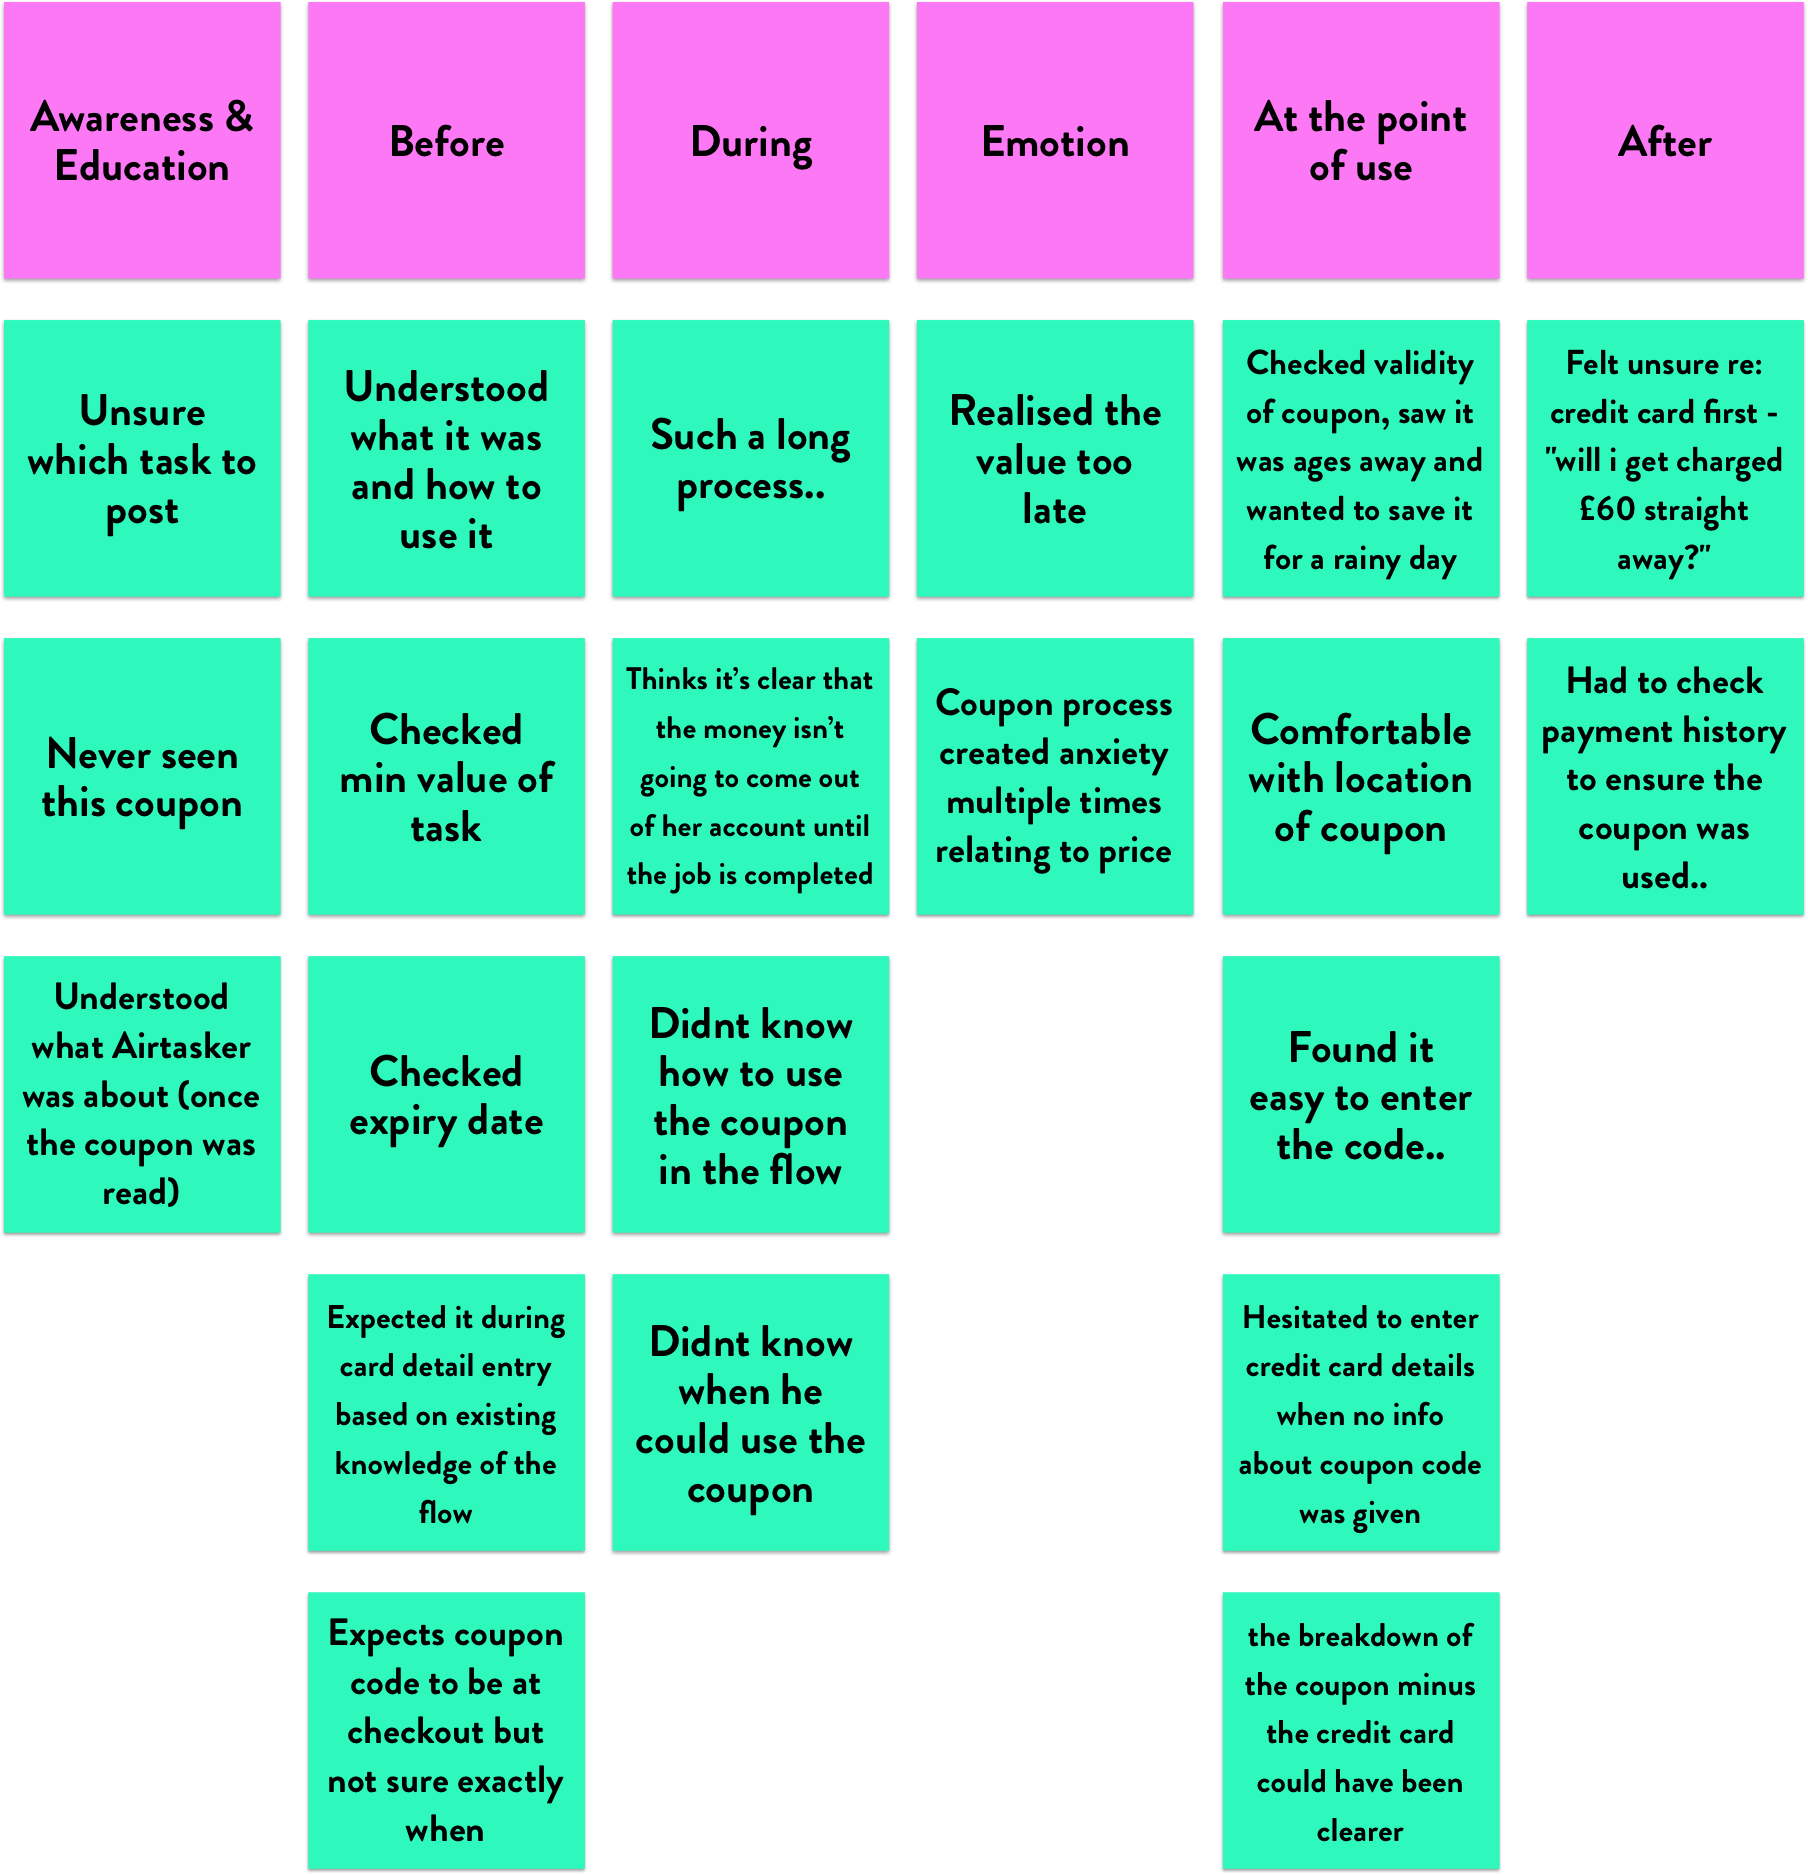 Awareness &
Education
Before
During
Emotion
At the point
of use
After
Unsure
which task to
post
Understood
what it was
and how to
use it
Such a long
process..
Realised the
value too
late
Checked validity
of coupon, saw it
was ages away and
wanted to save it
for a rainy day
Felt unsure re:
credit card first -
"will i get charged
£60 straight
away?"
Never seen
this coupon
Checked
min value of
task
Thinks it’s clear that
the money isn’t
going to come out
of her account until
the job is completed
Coupon process
created anxiety
multiple times
relating to price
Comfortable
with location
of coupon
Had to check
payment history
to ensure the
coupon was
used..
Understood
what Airtasker
was about (once
the coupon was
read)
Checked
expiry date
Didnt know
how to use
the coupon
in the flow
Found it
easy to enter
the code..
Expected it during
card detail entry
based on existing
knowledge of the
flow
Didnt know
when he
could use the
coupon
Hesitated to enter
credit card details
when no info
about coupon code
was given
Expects coupon
code to be at
checkout but
not sure exactly
when
the breakdown of
the coupon minus
the credit card
could have been
clearer